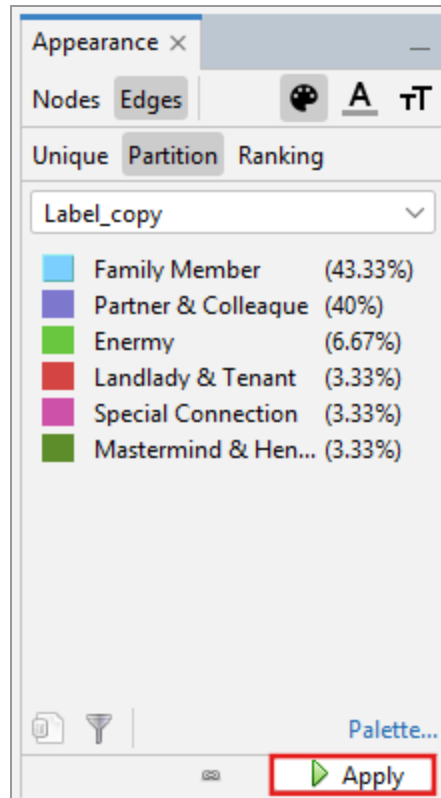 Appearance ×
Nodes Edges A TT
Unique Partition Ranking
Label_copy
Family Member (43.33%)
Partner & Colleaque (40%)
Enermy (6.67%)
Landlady & Tenant (3.33%)
Special Connection (3.33%)
Mastermind & Hen... (3.33%)
Palette...
Apply